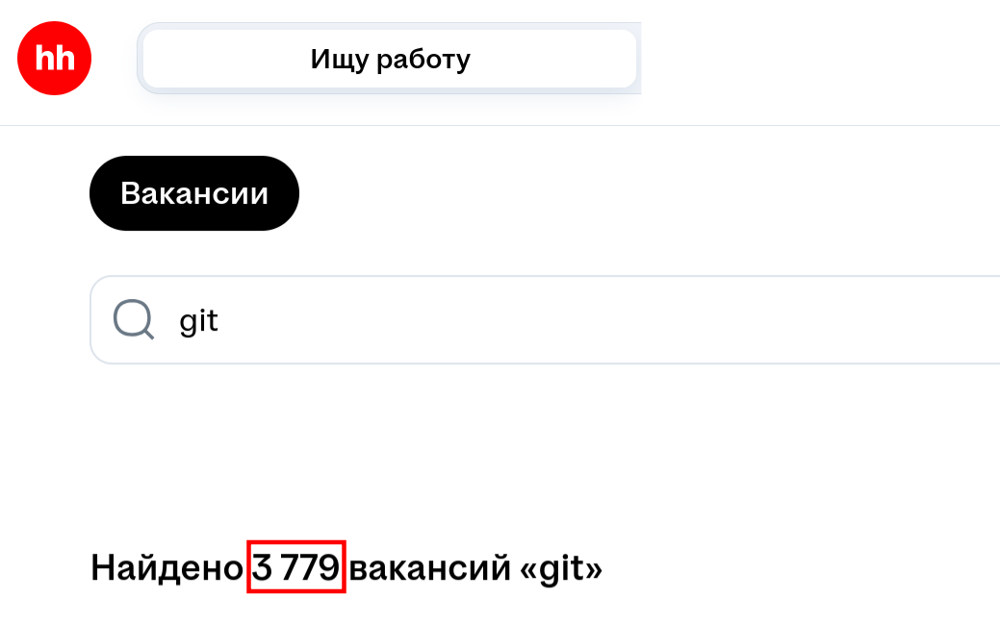 hh
Ищу работу
Вакансии
git
Найдено 3 779 вакансий «git»